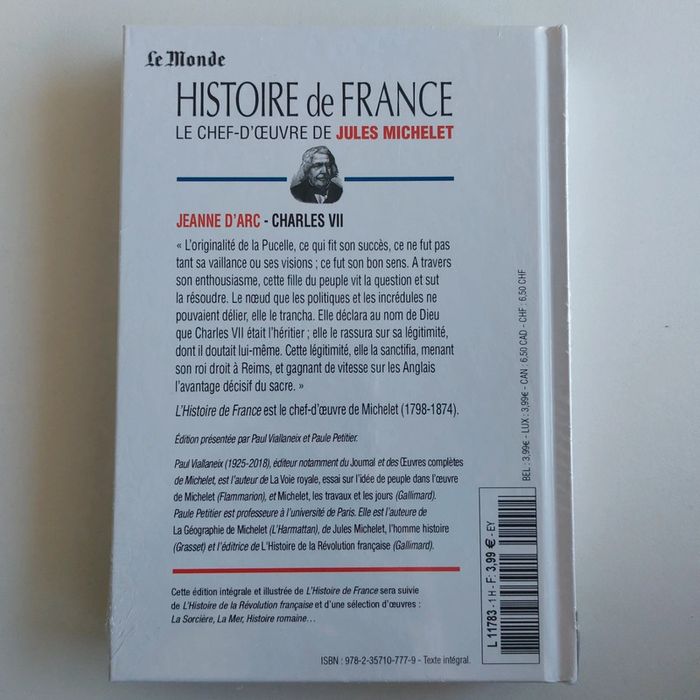 Le Monde
HISTOIRE de FRANCE
LE CHEF-D'ŒUVRE DE JULES MICHELET
JEANNE D'ARC - CHARLES VII
« L'originalité de la Pucelle, ce qui fit son succès, ce ne fut pas
tant sa vaillance ou ses visions ; ce fut son bon sens. A travers
son enthousiasme, cette fille du peuple vit la question et sut
la résoudre. Le nœud que les politiques et les incrédules ne
pouvaient délier, elle le trancha. Elle déclara au nom de Dieu
que Charles VII était l'héritier ; elle le rassura sur sa légitimité,
dont il doutait lui-même. Cette légitimité, elle la sanctifia, menant
son roi droit à Reims, et gagnant de vitesse sur les Anglais
l'avantage décisif du sacre. »
L'Histoire de France est le chef-d'œuvre de Michelet (1798-1874).
Édition présentée par Paul Viallaneix et Paule Petitier.
Paul Viallaneix (1925-2018), éditeur notamment du Journal et des Œuvres complètes
de Michelet, est l'auteur de La Voie royale, essai sur l'idée de peuple dans l'œuvre
de Michelet (Flammarion), et Michelet, les travaux et les jours (Gallimard).
Paule Petitier est professeure à l'université de Paris. Elle est l'auteure de
La Géographie de Michelet (L'Harmattan), de Jules Michelet, l'homme histoire
(Grasset) et l'éditrice de L'Histoire de la Révolution française (Gallimard).
Cette édition intégrale et illustrée de L'Histoire de France sera suivie
de L'Histoire de la Révolution française et d'une sélection d'œuvres :
La Sorcière, La Mer, Histoire romaine…
ISBN : 978-2-35710-777-9 - Texte intégral.
BEL : 3,99€ - LUX : 3,99€ - CAN : 6,50 CAD - CHF : 6,50 CHF
L 11783 - 1 H - F: 3,99 € - EY